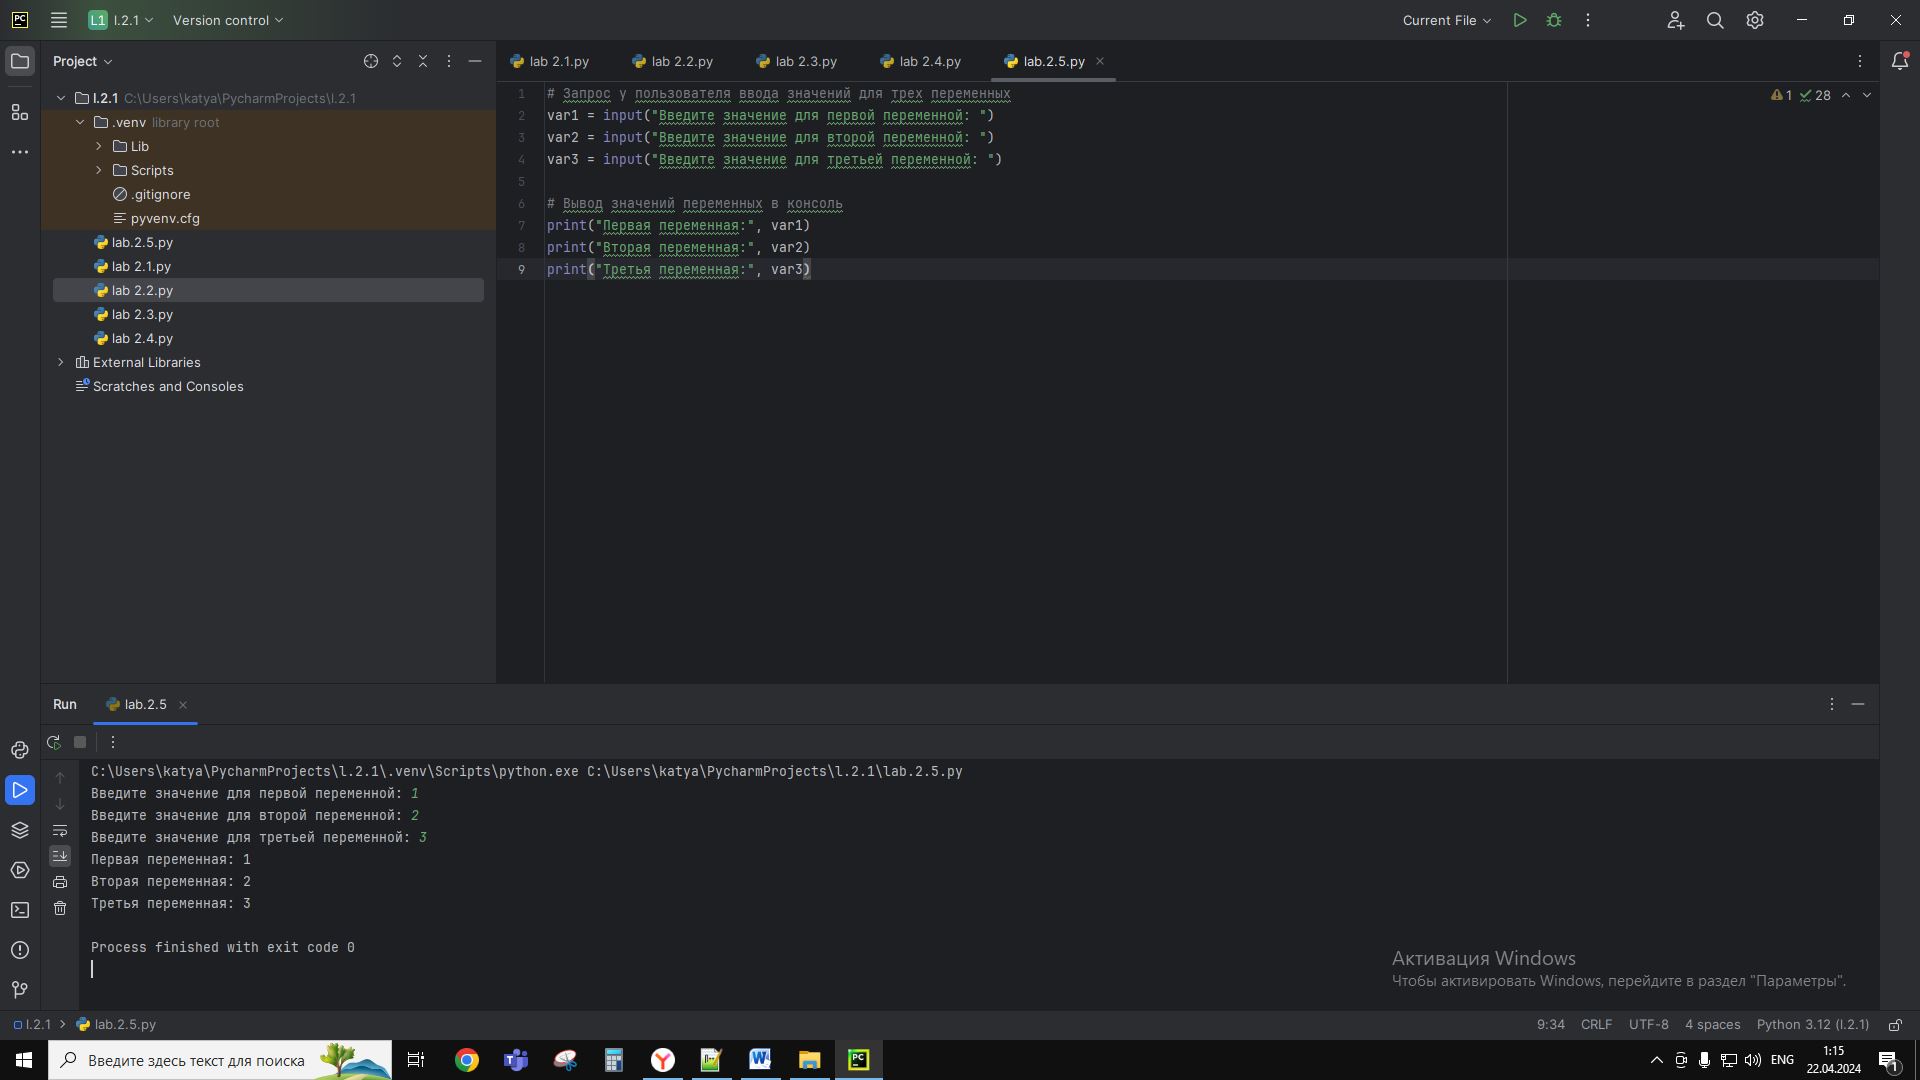 PC
L1 l.2.1
Version control
Current File
Project
lab 2.1.py
lab 2.2.py
lab 2.3.py
lab 2.4.py
lab.2.5.py
l.2.1 C:\Users\katya\PycharmProjects\l.2.1
.venv library root
Lib
Scripts
.gitignore
pyvenv.cfg
lab.2.5.py
lab 2.1.py
lab 2.2.py
lab 2.3.py
lab 2.4.py
External Libraries
Scratches and Consoles
1 # Запрос у пользователя ввода значений для трех переменных
2 var1 = input("Введите значение для первой переменной: ")
3 var2 = input("Введите значение для второй переменной: ")
4 var3 = input("Введите значение для третьей переменной: ")
5
6 # Вывод значений переменных в консоль
7 print("Первая переменная:", var1)
8 print("Вторая переменная:", var2)
9 print("Третья переменная:", var3)
1 28
Run
lab.2.5
C:\Users\katya\PycharmProjects\l.2.1\.venv\Scripts\python.exe C:\Users\katya\PycharmProjects\l.2.1\lab.2.5.py
Введите значение для первой переменной: 1
Введите значение для второй переменной: 2
Введите значение для третьей переменной: 3
Первая переменная: 1
Вторая переменная: 2
Третья переменная: 3
Process finished with exit code 0
Активация Windows
Чтобы активировать Windows, перейдите в раздел "Параметры".
l.2.1
lab.2.5.py
9:34 CRLF UTF-8 4 spaces Python 3.12 (l.2.1)
Введите здесь текст для поиска
PC
ENG
1:15
22.04.2024
1